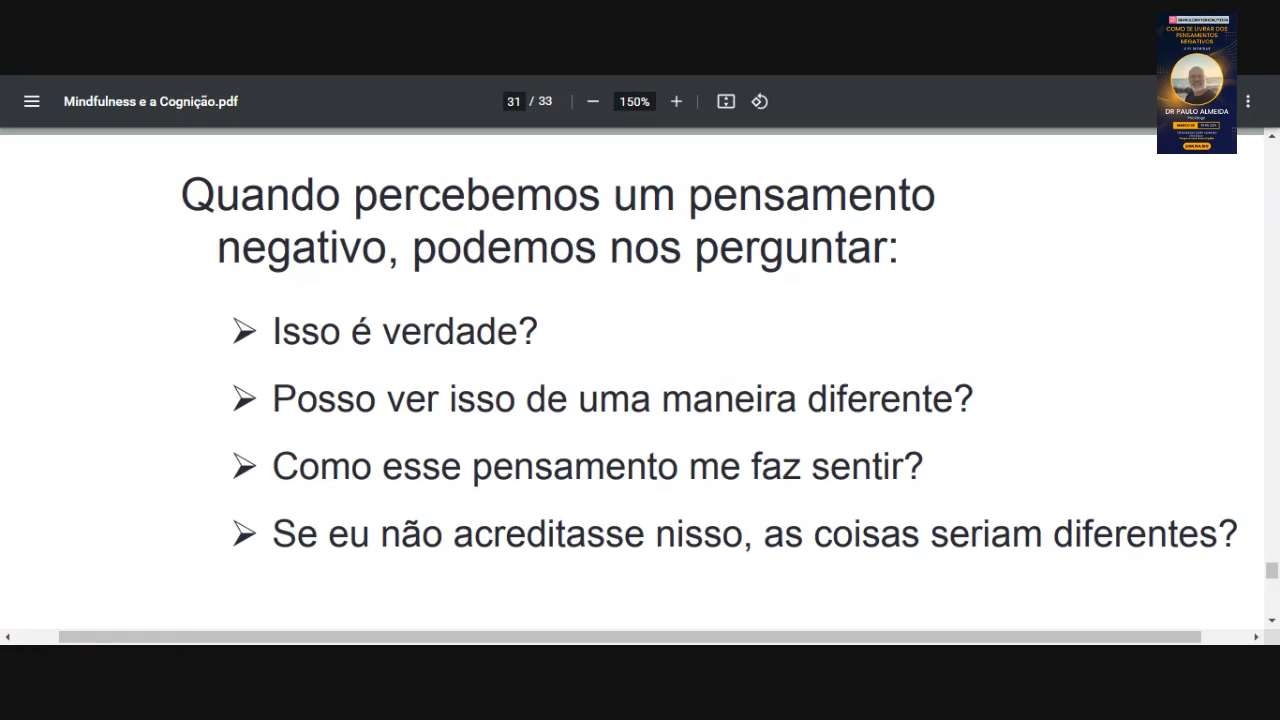 Mindfulness e a Cognição.pdf
31 / 33
150%
COMO SE LIVRAR DOS
PENSAMENTOS
NEGATIVOS
DR PAULO ALMEIDA
Psicólogo
Quando percebemos um pensamento
negativo, podemos nos perguntar:
➢ Isso é verdade?
➢ Posso ver isso de uma maneira diferente?
➢ Como esse pensamento me faz sentir?
➢ Se eu não acreditasse nisso, as coisas seriam diferentes?